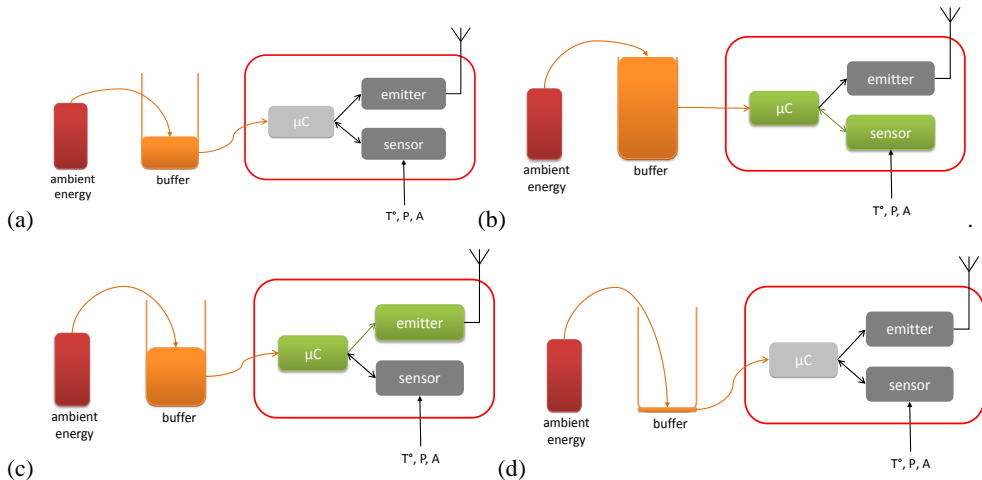 emitter
µC
sensor
ambient
energy
buffer
T°, P, A
(a)
emitter
µC
sensor
ambient
energy
buffer
T°, P, A
(b)
.
emitter
µC
sensor
ambient
energy
buffer
T°, P, A
(c)
emitter
µC
sensor
ambient
energy
buffer
T°, P, A
(d)